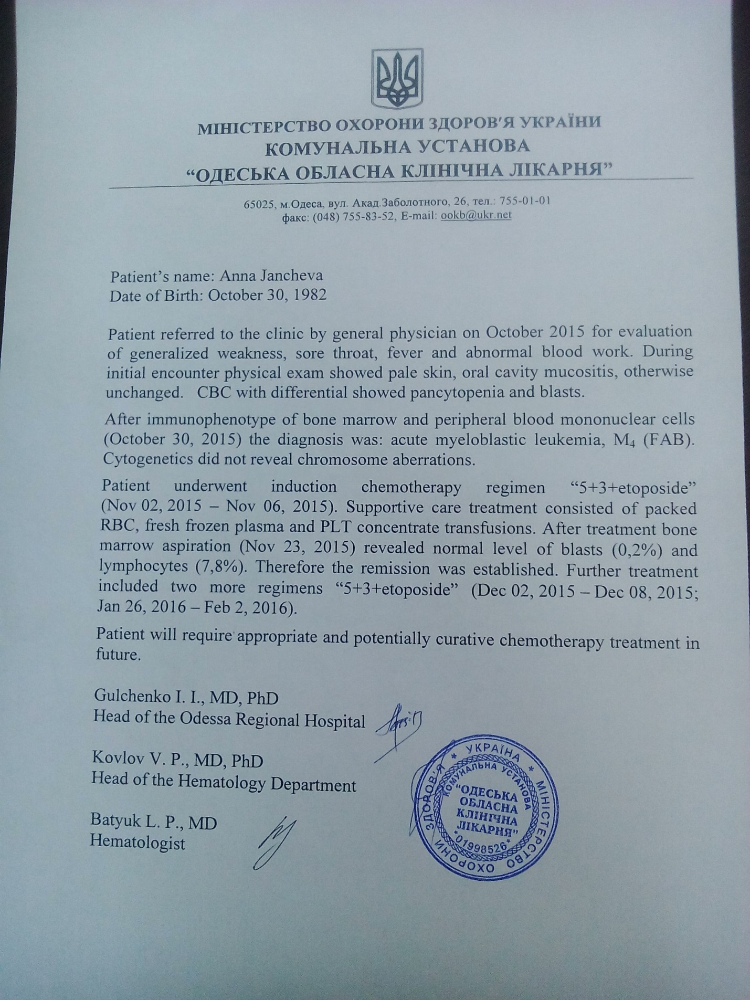 МІНІСТЕРСТВО ОХОРОНИ ЗДОРОВ'Я УКРАЇНИ
КОМУНАЛЬНА УСТАНОВА
“ОДЕСЬКА ОБЛАСНА КЛІНІЧНА ЛІКАРНЯ”
65025, м.Одеса, вул. Акад.Заболотного, 26, тел.: 755-01-01
факс: (048) 755-83-52, E-mail: ookb@ukr.net
Patient’s name: Anna Jancheva
Date of Birth: October 30, 1982
Patient referred to the clinic by general physician on October 2015 for evaluation
of generalized weakness, sore throat, fever and abnormal blood work. During
initial encounter physical exam showed pale skin, oral cavity mucositis, otherwise
unchanged. CBC with differential showed pancytopenia and blasts.
After immunophenotype of bone marrow and peripheral blood mononuclear cells
(October 30, 2015) the diagnosis was: acute myeloblastic leukemia, M₄ (FAB).
Cytogenetics did not reveal chromosome aberrations.
Patient underwent induction chemotherapy regimen “5+3+etoposide”
(Nov 02, 2015 – Nov 06, 2015). Supportive care treatment consisted of packed
RBC, fresh frozen plasma and PLT concentrate transfusions. After treatment bone
marrow aspiration (Nov 23, 2015) revealed normal level of blasts (0,2%) and
lymphocytes (7,8%). Therefore the remission was established. Further treatment
included two more regimens “5+3+etoposide” (Dec 02, 2015 – Dec 08, 2015;
Jan 26, 2016 – Feb 2, 2016).
Patient will require appropriate and potentially curative chemotherapy treatment in
future.
Gulchenko I. I., MD, PhD
Head of the Odessa Regional Hospital
Kovlov V. P., MD, PhD
Head of the Hematology Department
Batyuk L. P., MD
Hematologist
* УКРАЇНА * МІНІСТЕРСТВО ОХОРОНИ ЗДОРОВ'Я
КОМУНАЛЬНА УСТАНОВА
“ОДЕСЬКА
ОБЛАСНА
КЛІНІЧНА
ЛІКАРНЯ”
*01998526*